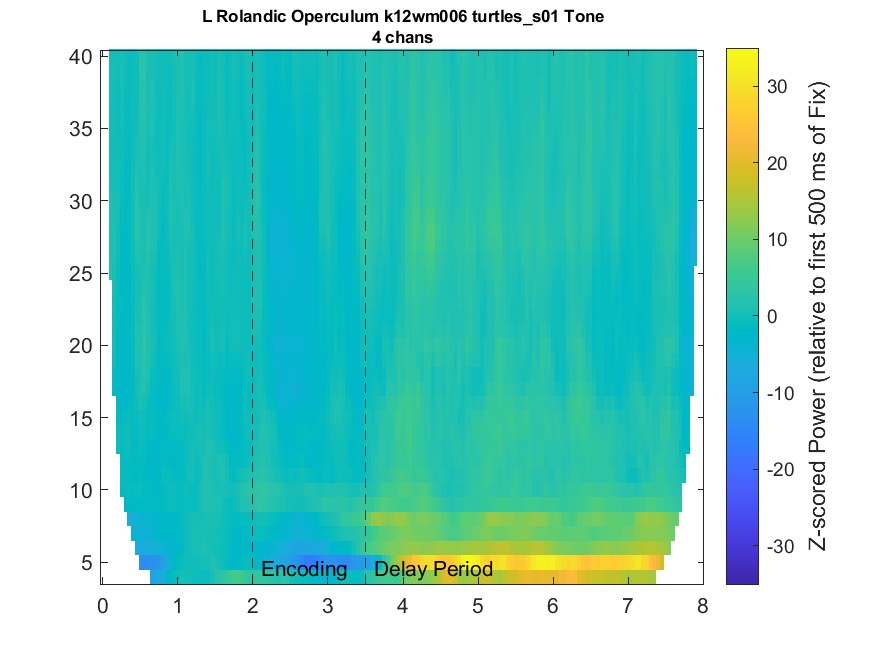 L Rolandic Operculum k12wm006 turtles_s01 Tone
4 chans
40
35
30
25
20
15
10
5
Encoding
Delay Period
0 1 2 3 4 5 6 7 8
30
20
10
0
-10
-20
-30
Z-scored Power (relative to first 500 ms of Fix)